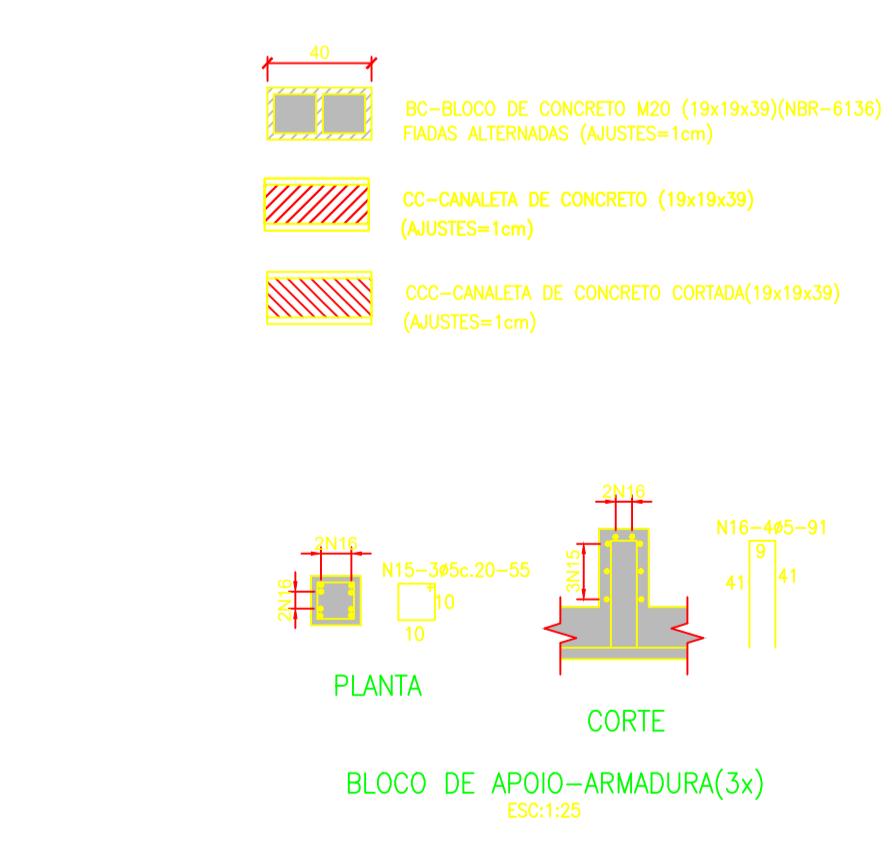 40
BC-BLOCO DE CONCRETO M20 (19x19x39)(NBR-6136)
FIADAS ALTERNADAS (AJUSTES=1cm)
CC-CANALETA DE CONCRETO (19x19x39)
(AJUSTES=1cm)
CCC-CANALETA DE CONCRETO CORTADA(19x19x39)
(AJUSTES=1cm)
2N16
2N16
N15-3ø5c.20-55
10
10
PLANTA
2N16
3N15
N16-4ø5-91
9
41
41
CORTE
BLOCO DE APOIO-ARMADURA(3x)
ESC:1:25